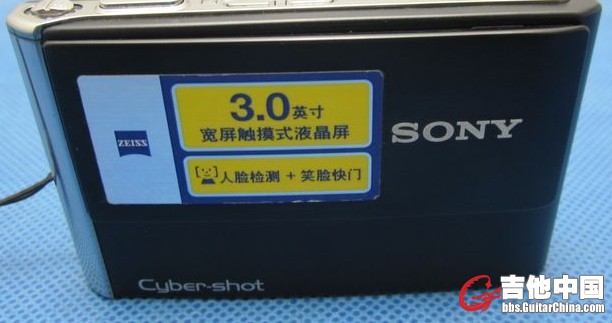 3.0英寸
宽屏触摸式液晶屏
ZEISS
人脸检测 + 笑脸快门
SONY
Cyber-shot
吉他中国
bbs.GuitarChina.com